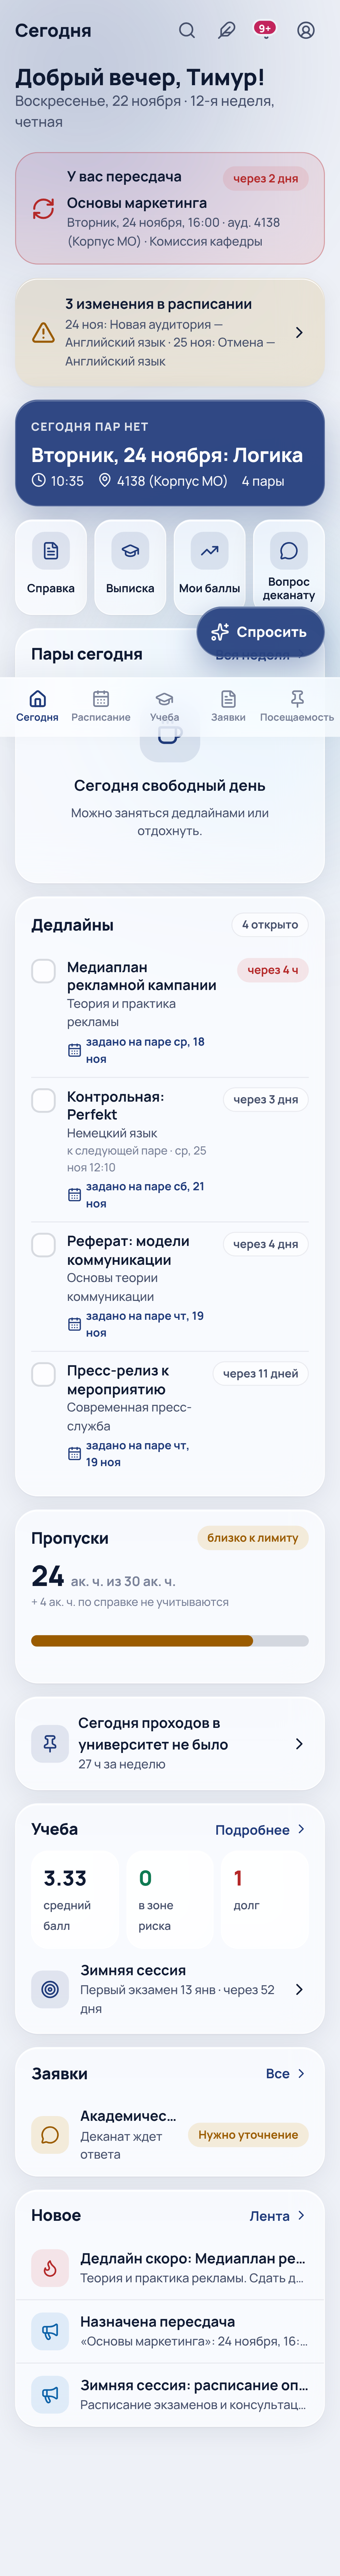 Сегодня
9+
Добрый вечер, Тимур!
Воскресенье, 22 ноября · 12-я неделя,
четная
У вас пересдача
через 2 дня
Основы маркетинга
Вторник, 24 ноября, 16:00 · ауд. 4138
(Корпус МО) · Комиссия кафедры
3 изменения в расписании
24 ноя: Новая аудитория —
Английский язык · 25 ноя: Отмена —
Английский язык
СЕГОДНЯ ПАР НЕТ
Вторник, 24 ноября: Логика
10:35 4138 (Корпус МО) 4 пары
Справка
Выписка
Мои баллы
Вопрос
деканату
Спросить
Пары сегодня
Вся неделя
Сегодня
Расписание
Учеба
Заявки
Посещаемость
Сегодня свободный день
Можно заняться дедлайнами или
отдохнуть.
Дедлайны
4 открыто
Медиаплан
рекламной кампании
через 4 ч
Теория и практика
рекламы
задано на паре ср, 18
ноя
Контрольная:
Perfekt
через 3 дня
Немецкий язык
к следующей паре · ср, 25
ноя 12:10
задано на паре сб, 21
ноя
Реферат: модели
коммуникации
через 4 дня
Основы теории
коммуникации
задано на паре чт, 19
ноя
Пресс-релиз к
мероприятию
через 11 дней
Современная пресс-
служба
задано на паре чт,
19 ноя
Пропуски
близко к лимиту
24 ак. ч. из 30 ак. ч.
+ 4 ак. ч. по справке не учитываются
Сегодня проходов в
университет не было
27 ч за неделю
Учеба
Подробнее
3.33
средний
балл
0
в зоне
риска
1
долг
Зимняя сессия
Первый экзамен 13 янв · через 52
дня
Заявки
Все
Академичес…
Деканат ждет
ответа
Нужно уточнение
Новое
Лента
Дедлайн скоро: Медиаплан ре…
Теория и практика рекламы. Сдать д…
Назначена пересдача
«Основы маркетинга»: 24 ноября, 16:…
Зимняя сессия: расписание оп…
Расписание экзаменов и консультац…